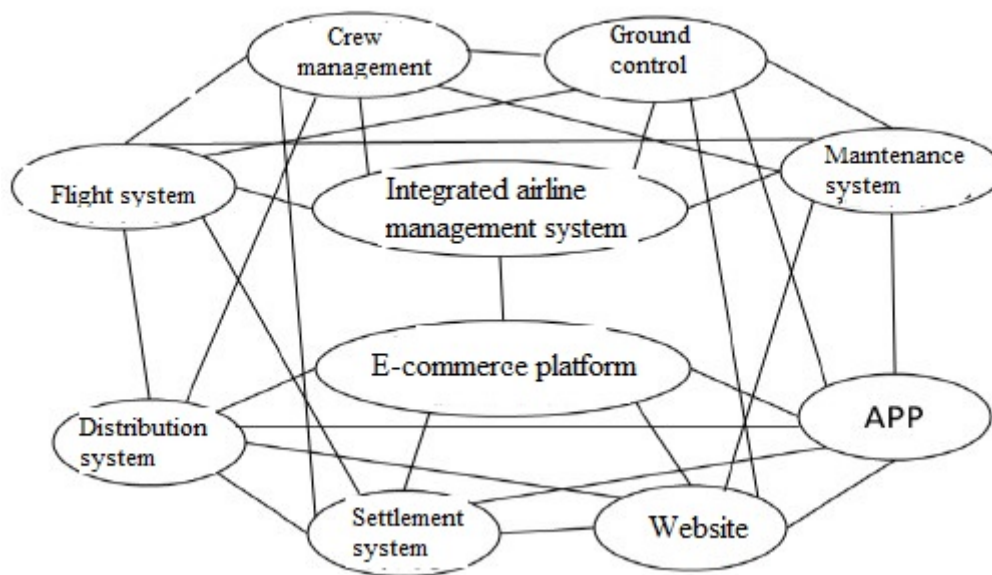 Crew
management
Ground
control
Flight system
Integrated airline
management system
Maintenance
system
E-commerce platform
Distribution
system
APP
Settlement
system
Website